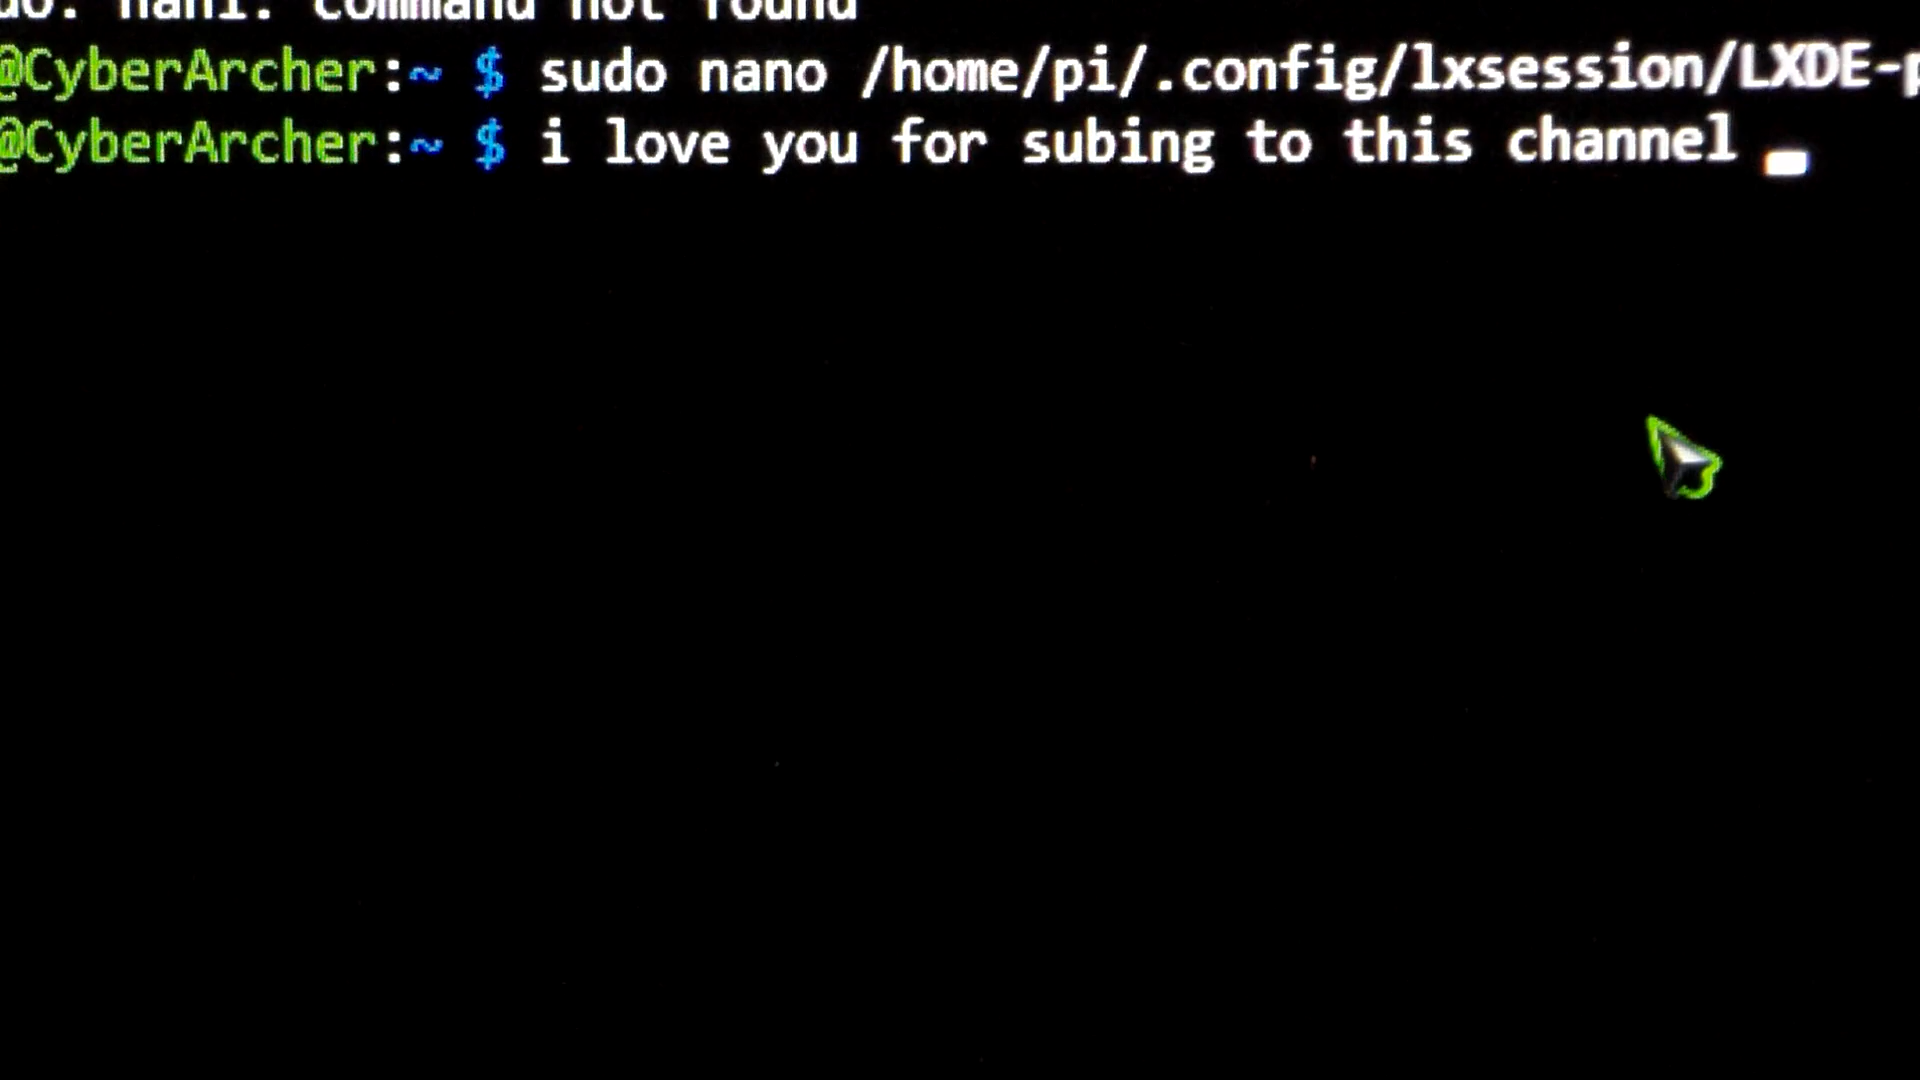 do: nani: command not found
@CyberArcher:~ $ sudo nano /home/pi/.config/lxsession/LXDE-p
@CyberArcher:~ $ i love you for subing to this channel